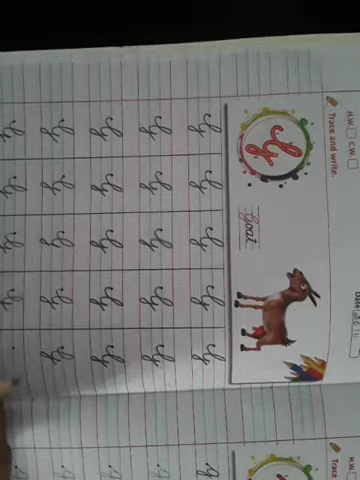 H.W. C.W. Date
Trace and write.
G
Goat
G G G G G
G G G G G
G G G G G
G G G G G
G G G G
H.W.
Trace